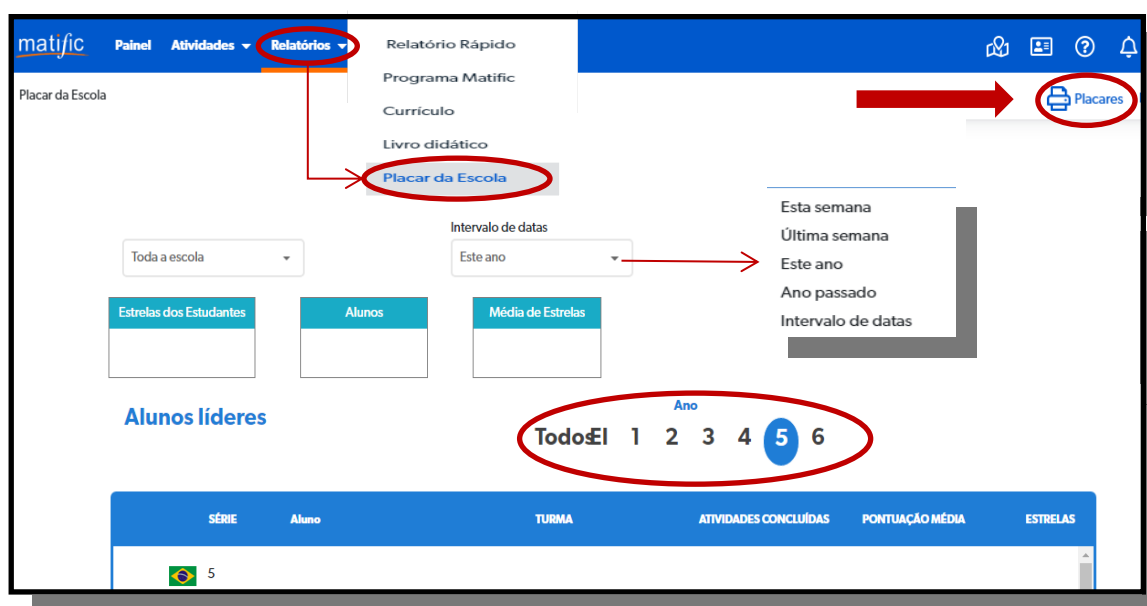 matific Painel Atividades Relatórios
Relatório Rápido
Programa Matific
Currículo
Livro didático
Placar da Escola
Placar da Escola
Placares
Intervalo de datas
Toda a escola
Este ano
Esta semana
Última semana
Este ano
Ano passado
Intervalo de datas
Estrelas dos Estudantes Alunos Média de Estrelas
Alunos líderes
Ano
Todos EI 1 2 3 4 5 6
SÉRIE Aluno TURMA ATIVIDADES CONCLUÍDAS PONTUAÇÃO MÉDIA ESTRELAS
5